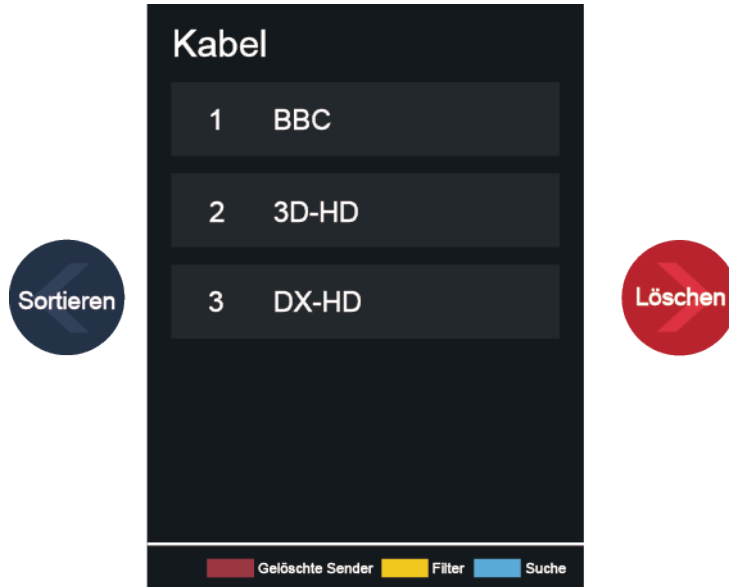 Kabel
1 BBC
2 3D-HD
Sortieren
3 DX-HD
Löschen
Gelöschte Sender Filter Suche